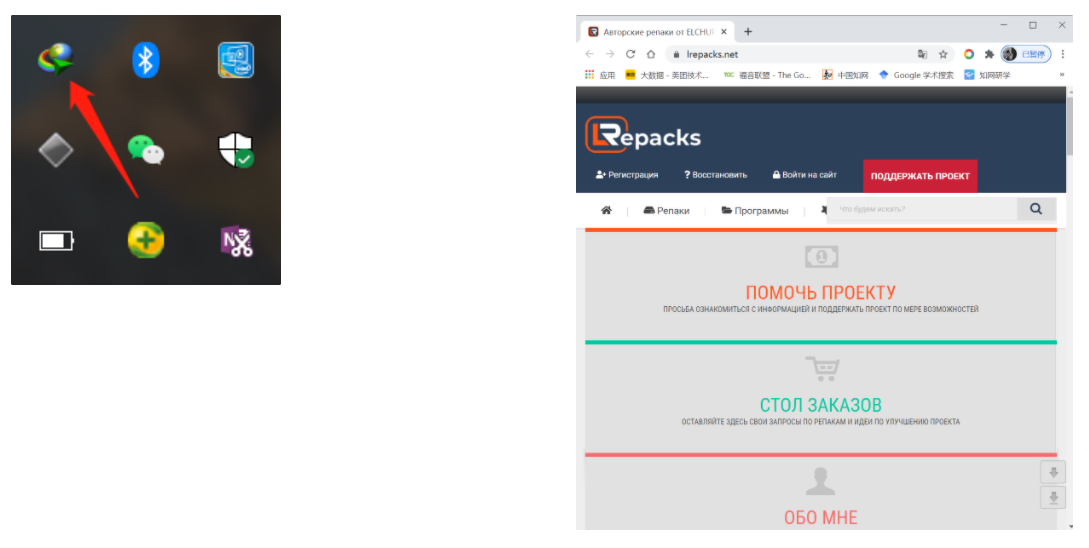 Авторские репаки от ELCHUP
lrepacks.net
已暂停
应用
大数据 - 美团技术...
TGC 福音联盟 - The Go...
中国知网
Google 学术搜索
知网研学
»
Repacks
Регистрация
? Восстановить
Войти на сайт
ПОДДЕРЖАТЬ ПРОЕКТ
Репаки
Программы
Что будем искать?
ПОМОЧЬ ПРОЕКТУ
ПРОСЬБА ОЗНАКОМИТЬСЯ С ИНФОРМАЦИЕЙ И ПОДДЕРЖАТЬ ПРОЕКТ ПО МЕРЕ ВОЗМОЖНОСТЕЙ
СТОЛ ЗАКАЗОВ
ОСТАВЛЯЙТЕ ЗДЕСЬ СВОИ ЗАПРОСЫ ПО РЕПАКАМ И ИДЕИ ПО УЛУЧШЕНИЮ ПРОЕКТА
ОБО МНЕ